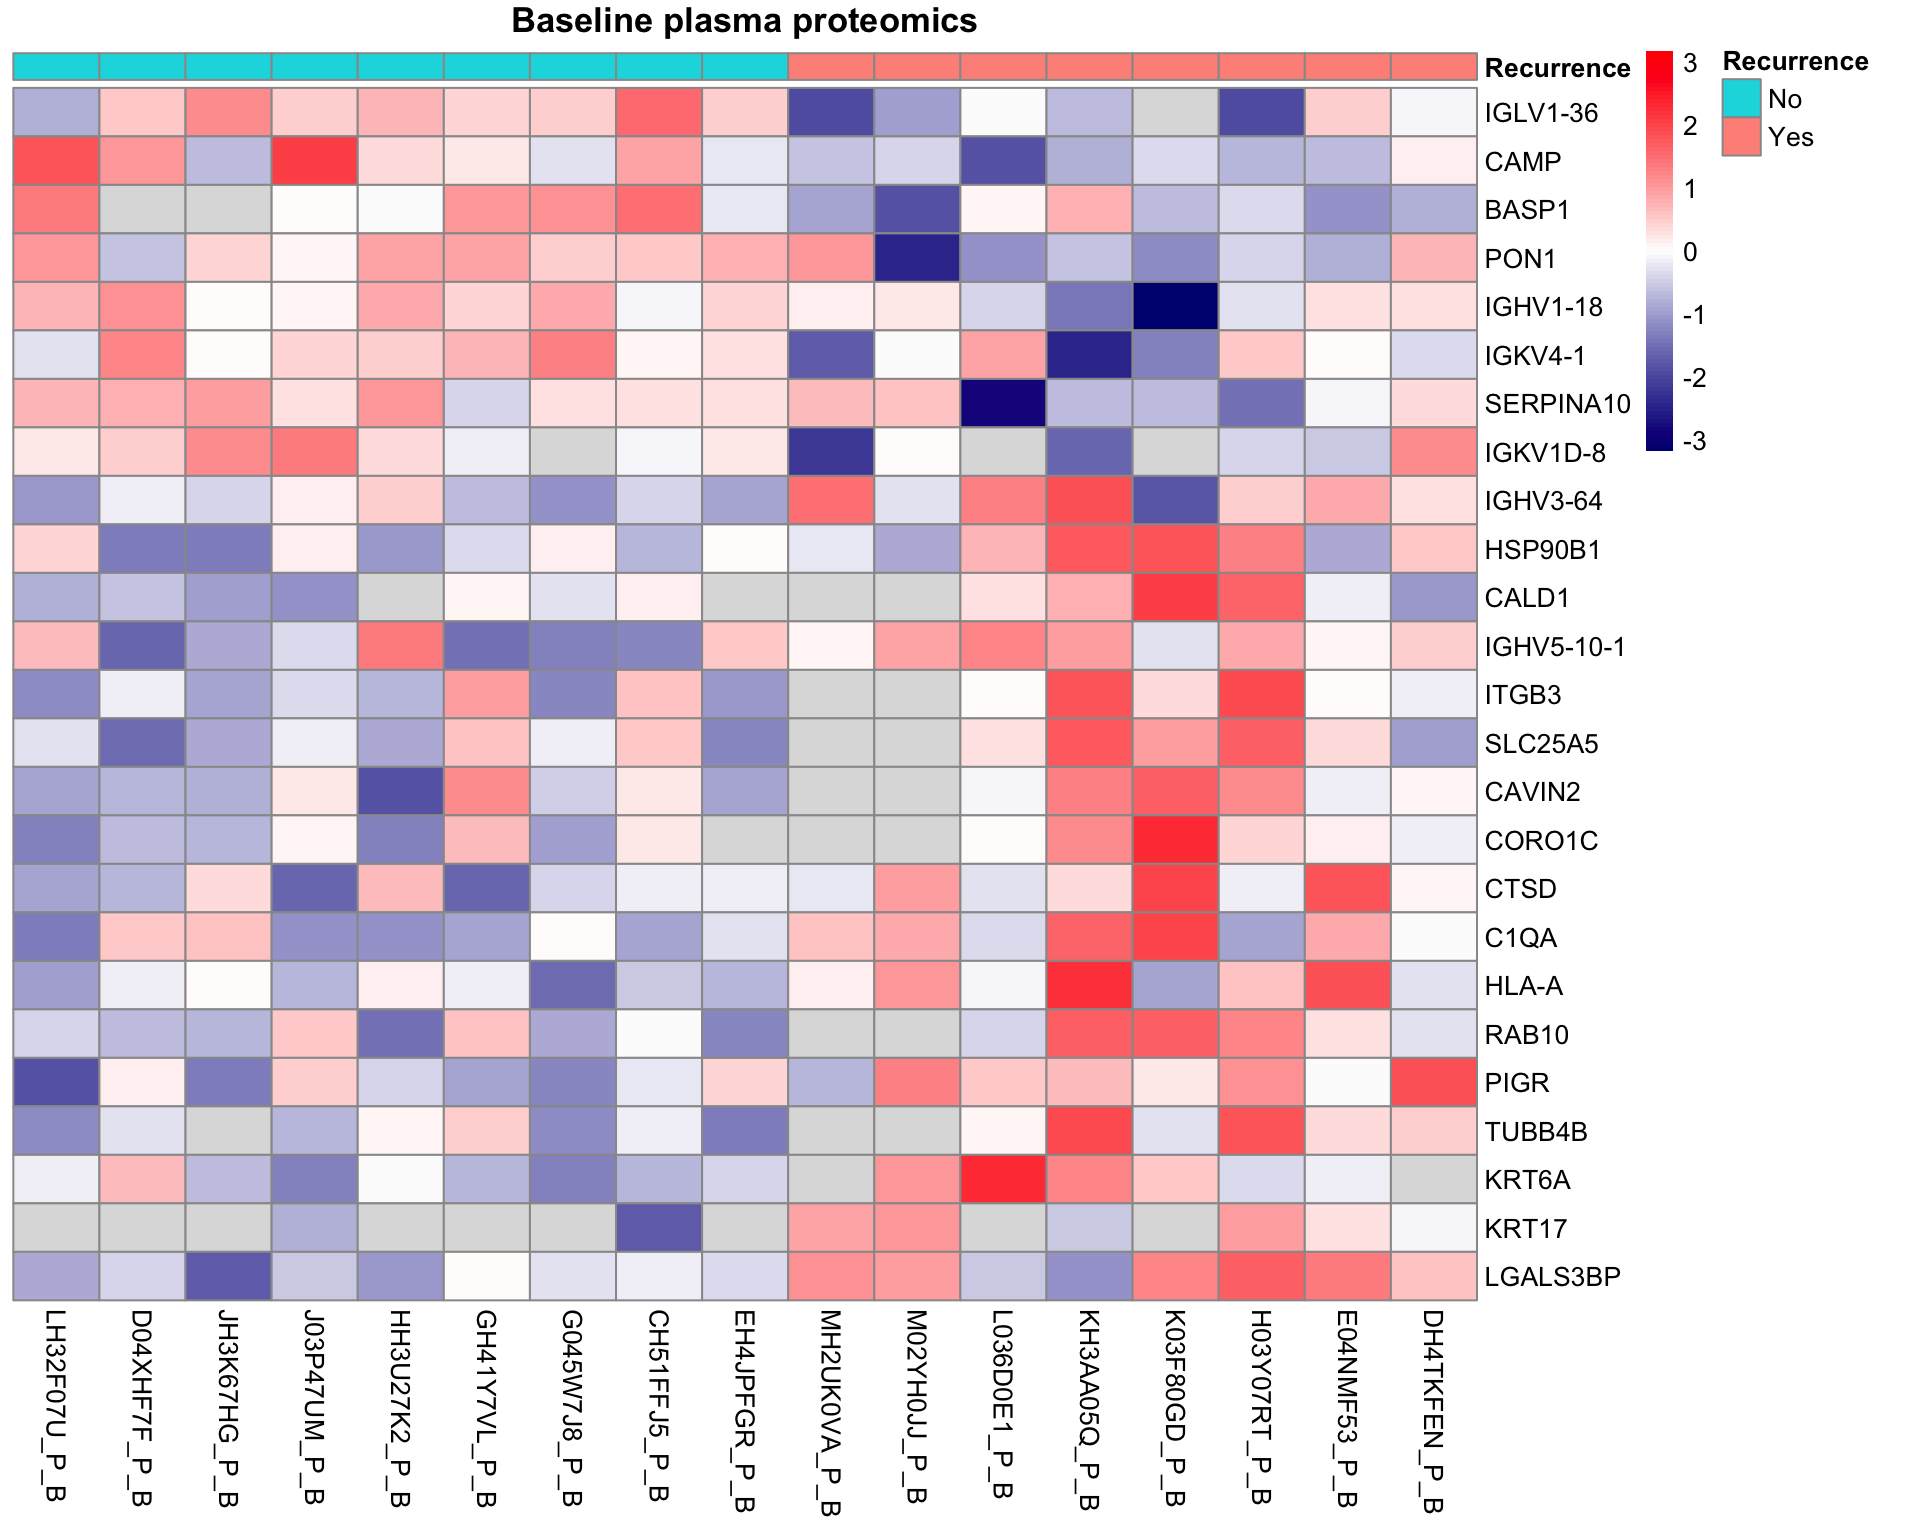 Baseline plasma proteomics
Recurrence
IGLV1-36
CAMP
BASP1
PON1
IGHV1-18
IGKV4-1
SERPINA10
IGKV1D-8
IGHV3-64
HSP90B1
CALD1
IGHV5-10-1
ITGB3
SLC25A5
CAVIN2
CORO1C
CTSD
C1QA
HLA-A
RAB10
PIGR
TUBB4B
KRT6A
KRT17
LGALS3BP
3
2
1
0
-1
-2
-3
Recurrence
No
Yes
LH32F07U_P_B
D04XHF7F_P_B
JH3K67HG_P_B
J03P47UM_P_B
HH3U27K2_P_B
GH41Y7VL_P_B
G045W7J8_P_B
CH51FFJ5_P_B
EH4JPFGR_P_B
MH2UK0VA_P_B
M02YH0JJ_P_B
L036D0E1_P_B
KH3AA05Q_P_B
K03F80GD_P_B
H03Y07RT_P_B
E04NMF53_P_B
DH4TKFEN_P_B